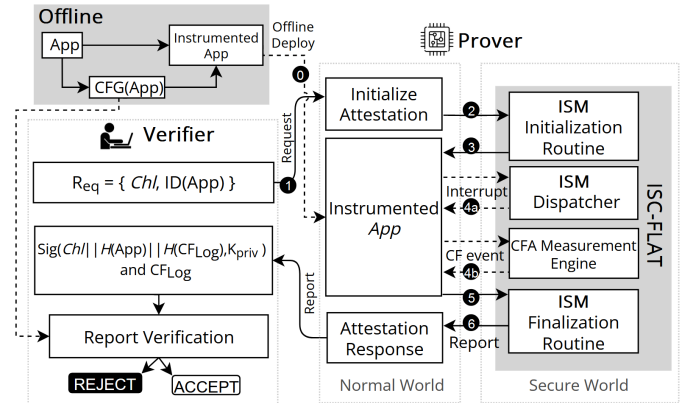 Offline
App
Instrumented
App
CFG(App)
Offline
Deploy
0
Prover
Verifier
Req = { Chl, ID(App) }
1
Request
Sig(Chl||H(App)||H(CFLog),Kpriv)
and CFLog
Report
Report Verification
REJECT
ACCEPT
Initialize
Attestation
Instrumented
App
Attestation
Response
Normal World
2
3
Interrupt
4a
CF event
4b
5
6
Report
ISM
Initialization
Routine
ISM
Dispatcher
CFA Measurement
Engine
ISM
Finalization
Routine
ISC-FLAT
Secure World